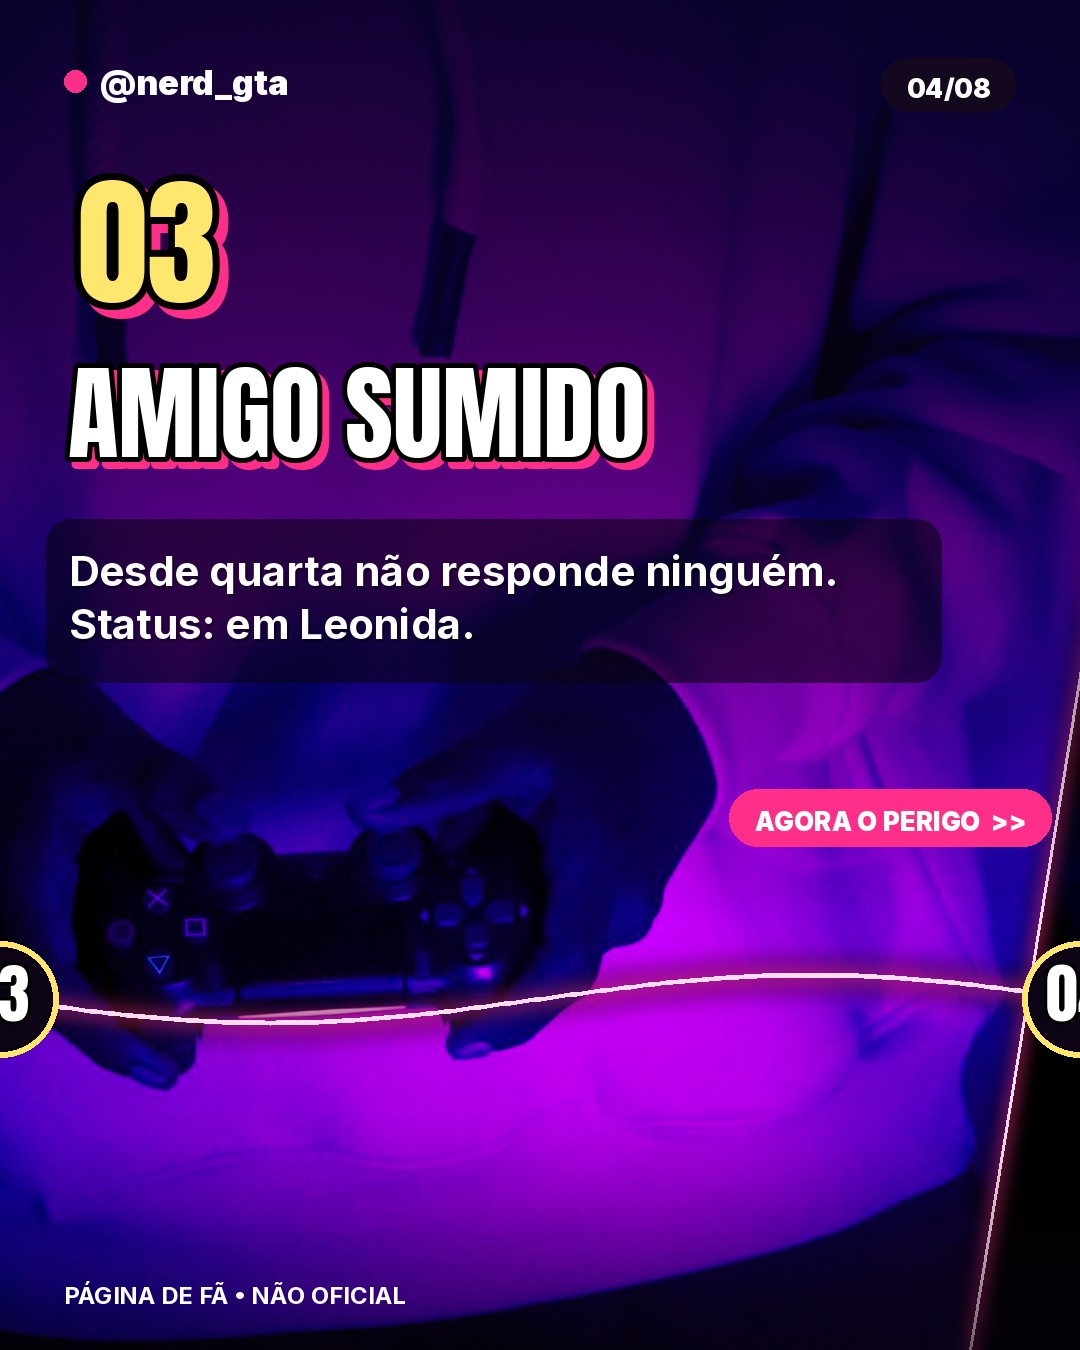 @nerd_gta
04/08
03
AMIGO SUMIDO
Desde quarta não responde ninguém.
Status: em Leonida.
AGORA O PERIGO >>
3
04
PÁGINA DE FÃ • NÃO OFICIAL